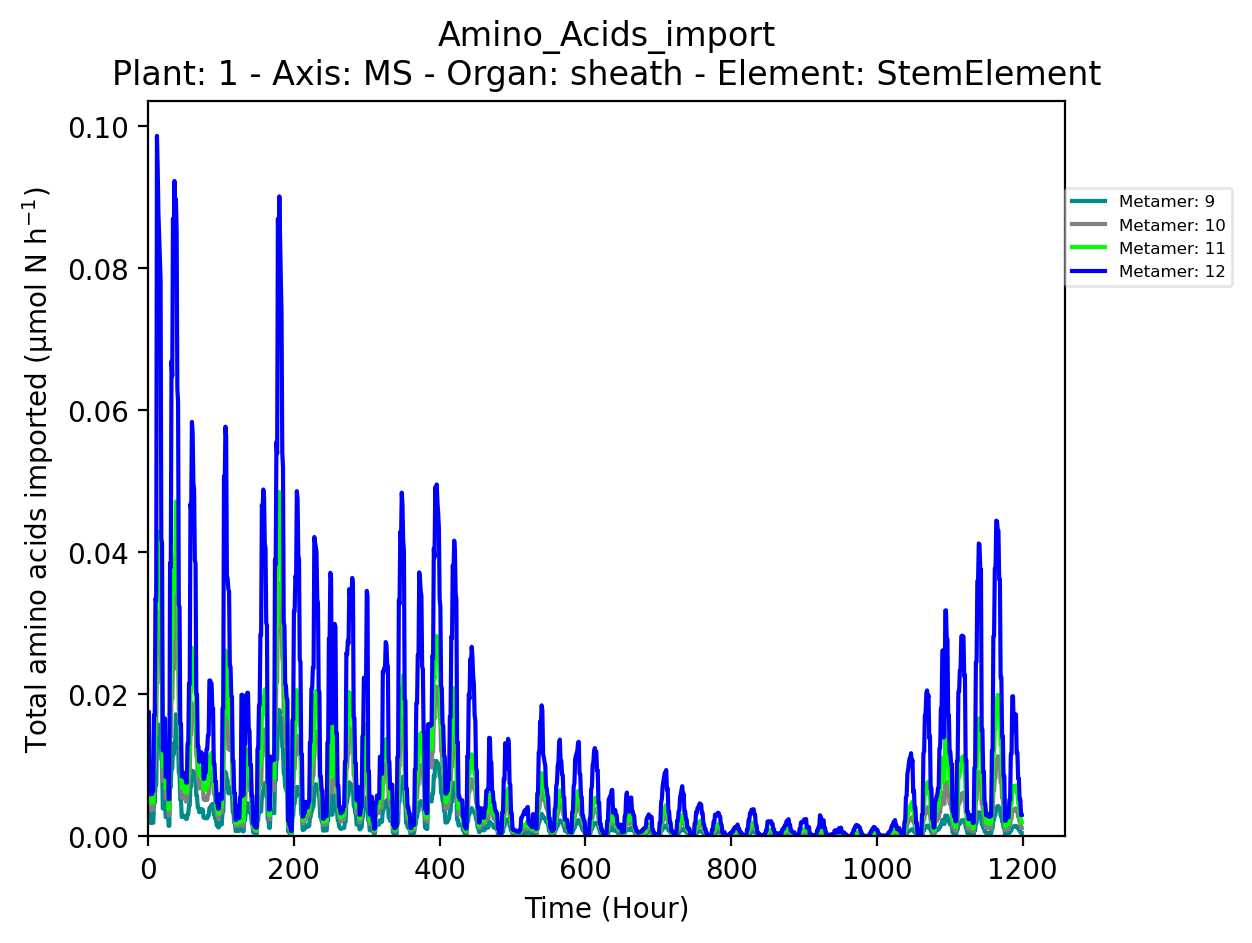 Amino_Acids_import
Plant: 1 - Axis: MS - Organ: sheath - Element: StemElement
Total amino acids imported (µmol N h⁻¹)
0.10
0.08
0.06
0.04
0.02
0.00
0 200 400 600 800 1000 1200
Time (Hour)
Metamer: 9
Metamer: 10
Metamer: 11
Metamer: 12